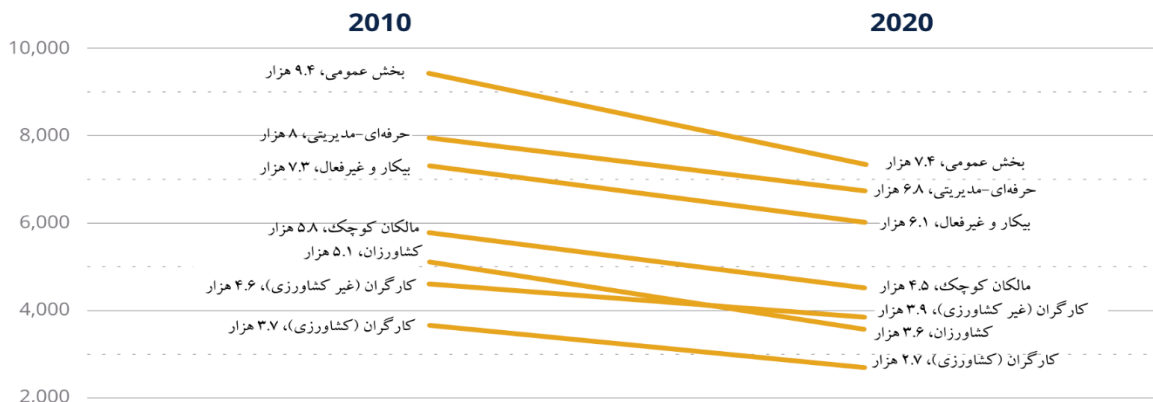 2010
2020
10,000
8,000
6,000
4,000
2,000
بخش عمومی، ۹.۴ هزار
حرفه‌ای-مدیریتی، ۸ هزار
بیکار و غیرفعال، ۷.۳ هزار
مالکان کوچک، ۵.۸ هزار
کشاورزان، ۵.۱ هزار
کارگران (غیر کشاورزی)، ۴.۶ هزار
کارگران (کشاورزی)، ۳.۷ هزار
بخش عمومی، ۷.۴ هزار
حرفه‌ای-مدیریتی، ۶.۸ هزار
بیکار و غیرفعال، ۶.۱ هزار
مالکان کوچک، ۴.۵ هزار
کارگران (غیر کشاورزی)، ۳.۹ هزار
کشاورزان، ۳.۶ هزار
کارگران (کشاورزی)، ۲.۷ هزار